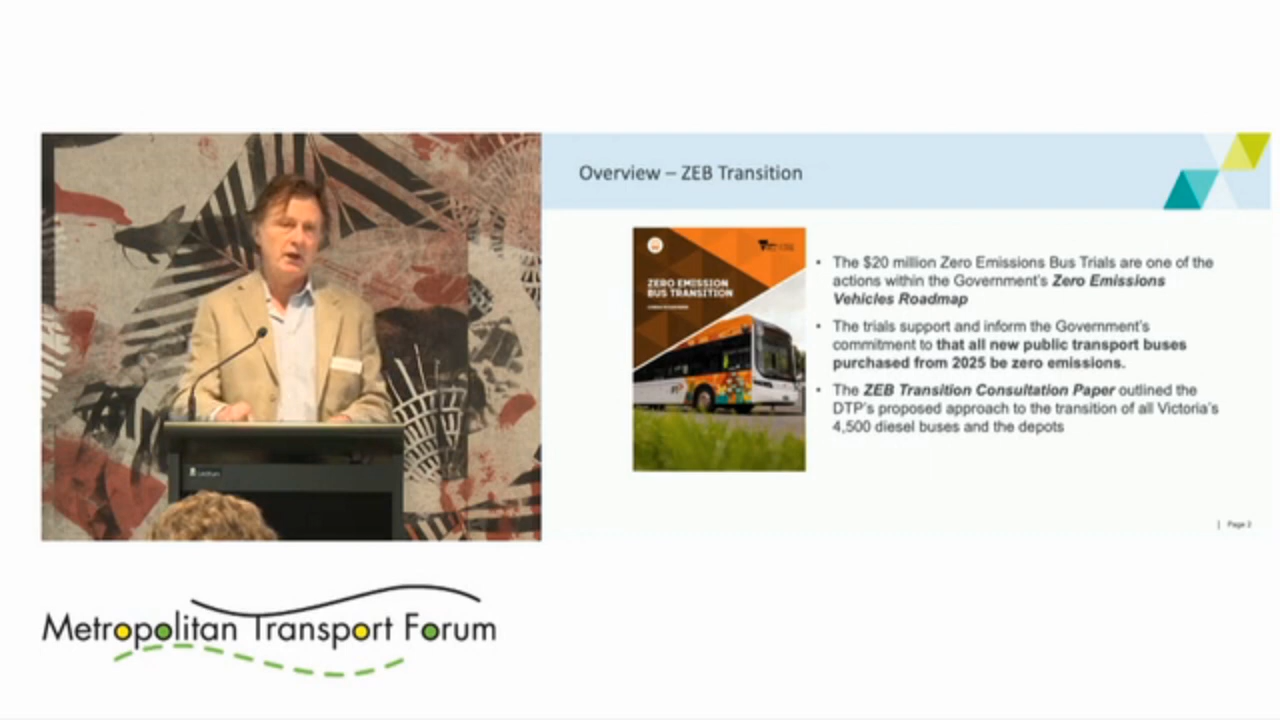 Overview – ZEB Transition
ZERO EMISSION
BUS TRANSITION
• The $20 million Zero Emissions Bus Trials are one of the
actions within the Government's Zero Emissions
Vehicles Roadmap
• The trials support and inform the Government's
commitment to that all new public transport buses
purchased from 2025 be zero emissions.
• The ZEB Transition Consultation Paper outlined the
DTP's proposed approach to the transition of all Victoria's
4,500 diesel buses and the depots
| Page 2
Metropolitan Transport Forum